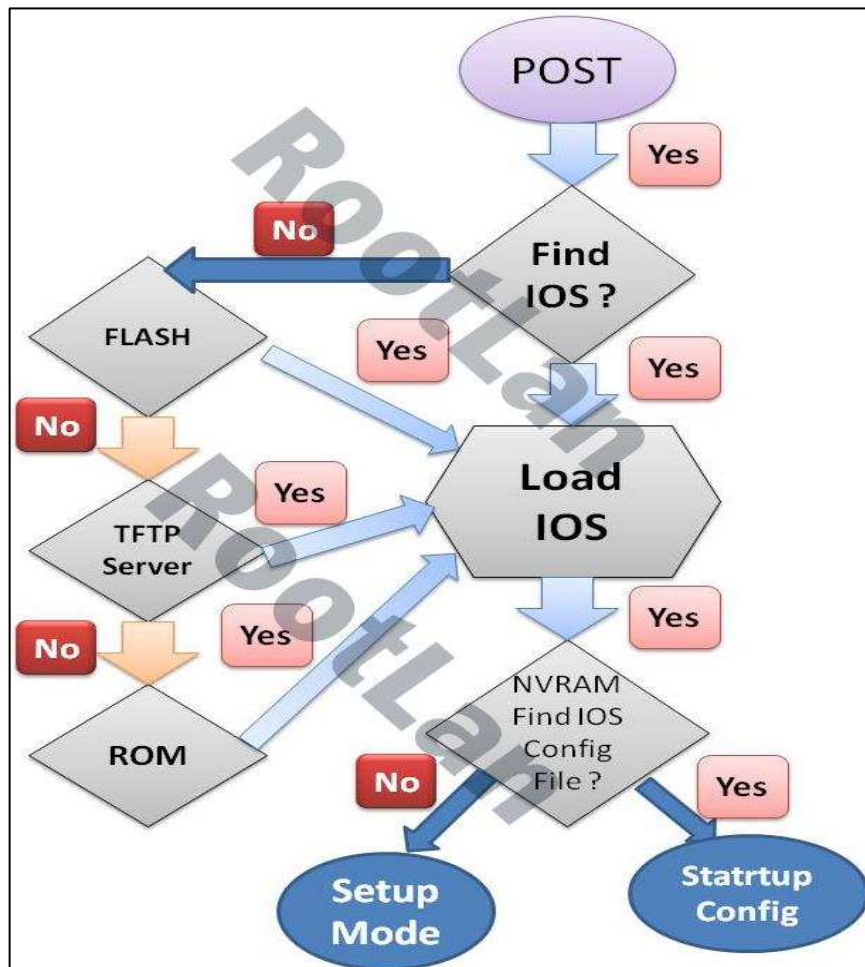 POST
Yes
Find
IOS ?
No
FLASH
Yes
Yes
No
Load
IOS
TFTP
Server
Yes
No
Yes
Yes
ROM
NVRAM
Find IOS
Config
File ?
No
Yes
Setup
Mode
Statrtup
Config
RootLan
RootLan